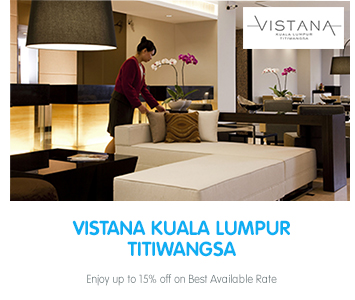 VISTANA
KUALA LUMPUR
TITIWANGSA
VISTANA KUALA LUMPUR
TITIWANGSA
Enjoy up to 15% off on Best Available Rate